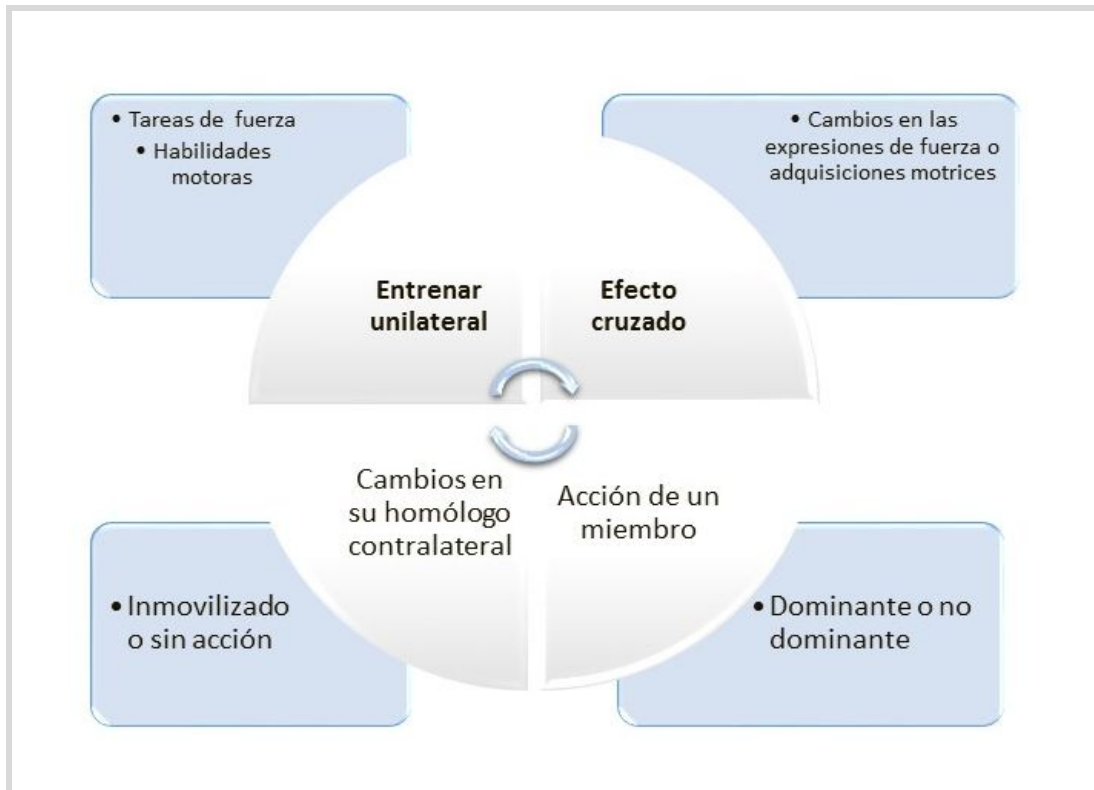 • Tareas de fuerza
• Habilidades
motoras
• Cambios en las
expresiones de fuerza o
adquisiciones motrices
Entrenar
unilateral
Efecto
cruzado
Cambios en
su homólogo
contralateral
Acción de un
miembro
• Inmovilizado
o sin acción
• Dominante o no
dominante